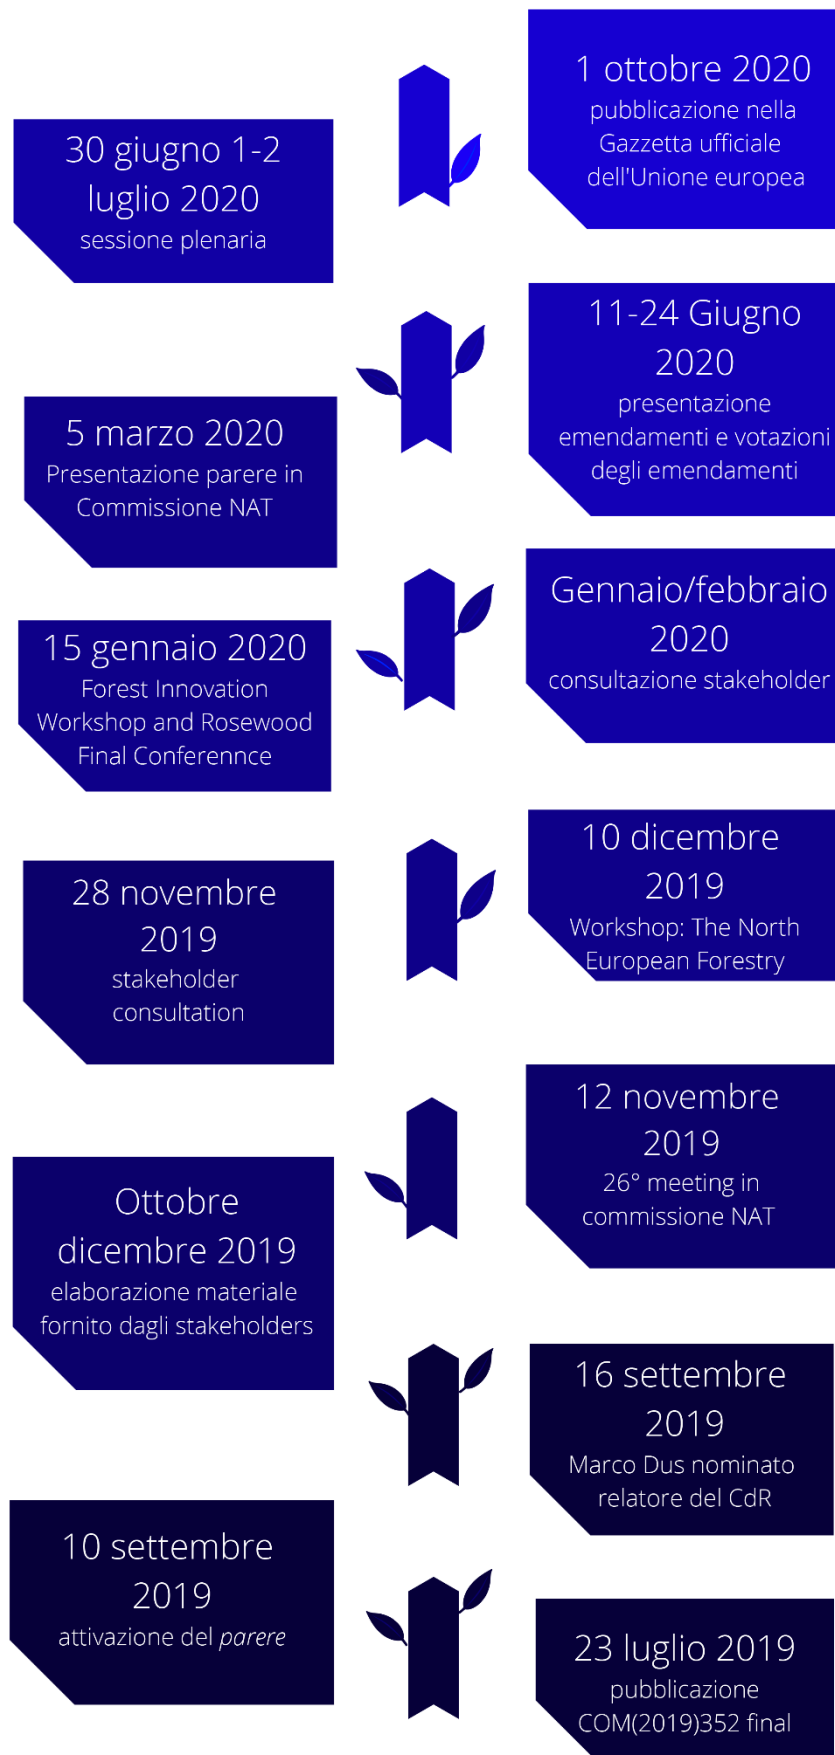 1 ottobre 2020
pubblicazione nella
Gazzetta ufficiale
dell'Unione europea
30 giugno 1-2
luglio 2020
sessione plenaria
11-24 Giugno
2020
presentazione
emendamenti e votazioni
degli emendamenti
5 marzo 2020
Presentazione parere in
Commissione NAT
Gennaio/febbraio
2020
consultazione stakeholder
15 gennaio 2020
Forest Innovation
Workshop and Rosewood
Final Conferennce
10 dicembre
2019
Workshop: The North
European Forestry
28 novembre
2019
stakeholder
consultation
12 novembre
2019
26° meeting in
commissione NAT
Ottobre
dicembre 2019
elaborazione materiale
fornito dagli stakeholders
16 settembre
2019
Marco Dus nominato
relatore del CdR
10 settembre
2019
attivazione del parere
23 luglio 2019
pubblicazione
COM(2019)352 final